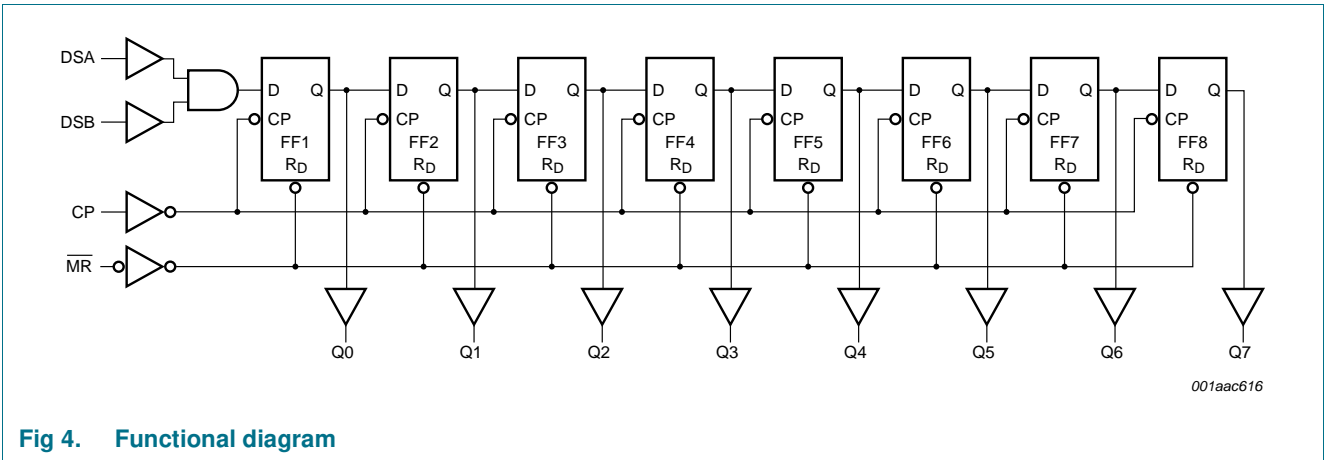 DSA
DSB
CP
M̅R̅
D Q
CP
FF1
RD
D Q
CP
FF2
RD
D Q
CP
FF3
RD
D Q
CP
FF4
RD
D Q
CP
FF5
RD
D Q
CP
FF6
RD
D Q
CP
FF7
RD
D Q
CP
FF8
RD
Q0 Q1 Q2 Q3 Q4 Q5 Q6 Q7
001aac616
Fig 4. Functional diagram